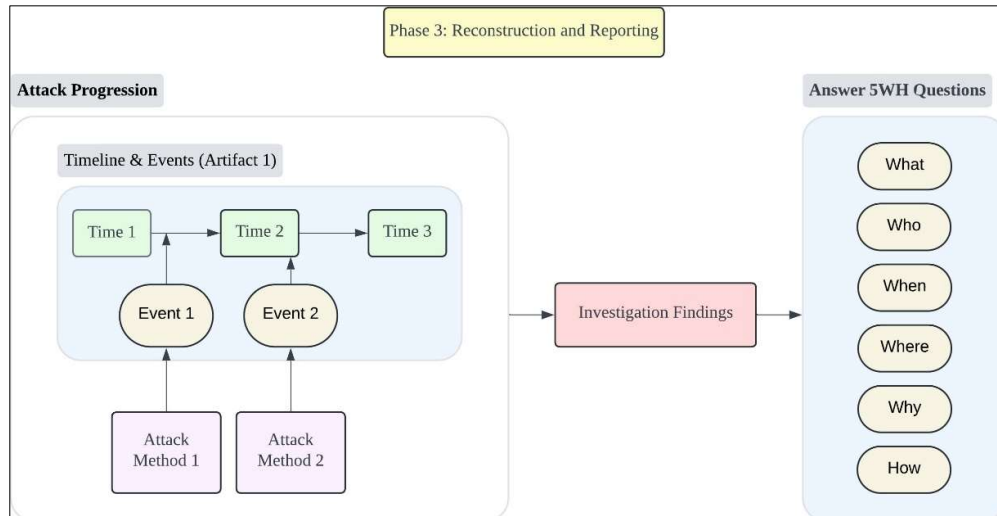 Phase 3: Reconstruction and Reporting
Attack Progression
Answer 5WH Questions
Timeline & Events (Artifact 1)
Time 1
Time 2
Time 3
Event 1
Event 2
Attack
Method 1
Attack
Method 2
Investigation Findings
What
Who
When
Where
Why
How